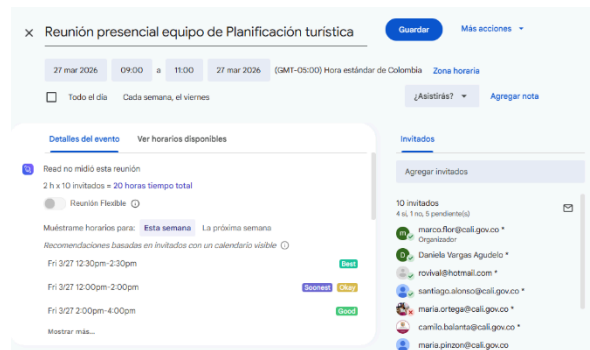 Reunión presencial equipo de Planificación turística
Guardar
Más acciones
27 mar 2026 09:00 a 11:00 27 mar 2026 (GMT-05:00) Hora estándar de Colombia Zona horaria
Todo el día Cada semana, el viernes
¿Asistirás? Agregar nota
Detalles del evento Ver horarios disponibles
Read no midió esta reunión
2 h x 10 invitados = 20 horas tiempo total
Reunión Flexible
Muéstrame horarios para: Esta semana La próxima semana
Recomendaciones basadas en invitados con un calendario visible
Fri 3/27 12:30pm-2:30pm Best
Fri 3/27 12:00pm-2:00pm Soonest Okay
Fri 3/27 2:00pm-4:00pm Good
Mostrar más...
Invitados
Agregar invitados
10 invitados
4 sí, 1 no, 5 pendiente(s)
m marco.flor@cali.gov.co *
Organizador
D Daniela Vargas Agudelo *
rovival@hotmail.com *
santiago.alonso@cali.gov.co *
maria.ortega@cali.gov.co *
camilo.balanta@cali.gov.co *
maria.pinzon@cali.gov.co